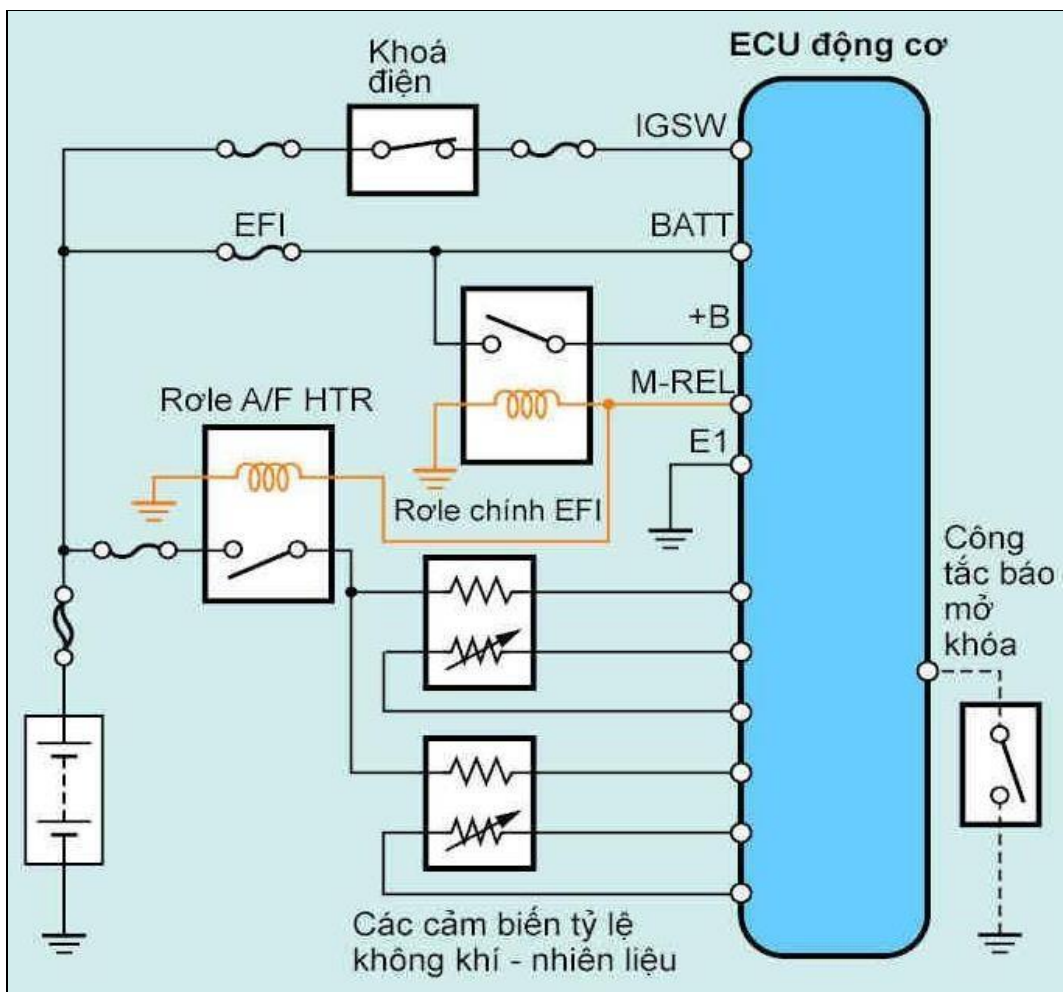 ECU động cơ
Khoá
điện
IGSW
EFI
BATT
+B
M-REL
Rơle A/F HTR
E1
Rơle chính EFI
Công
tắc báo
mở
khóa
Các cảm biến tỷ lệ
không khí - nhiên liệu